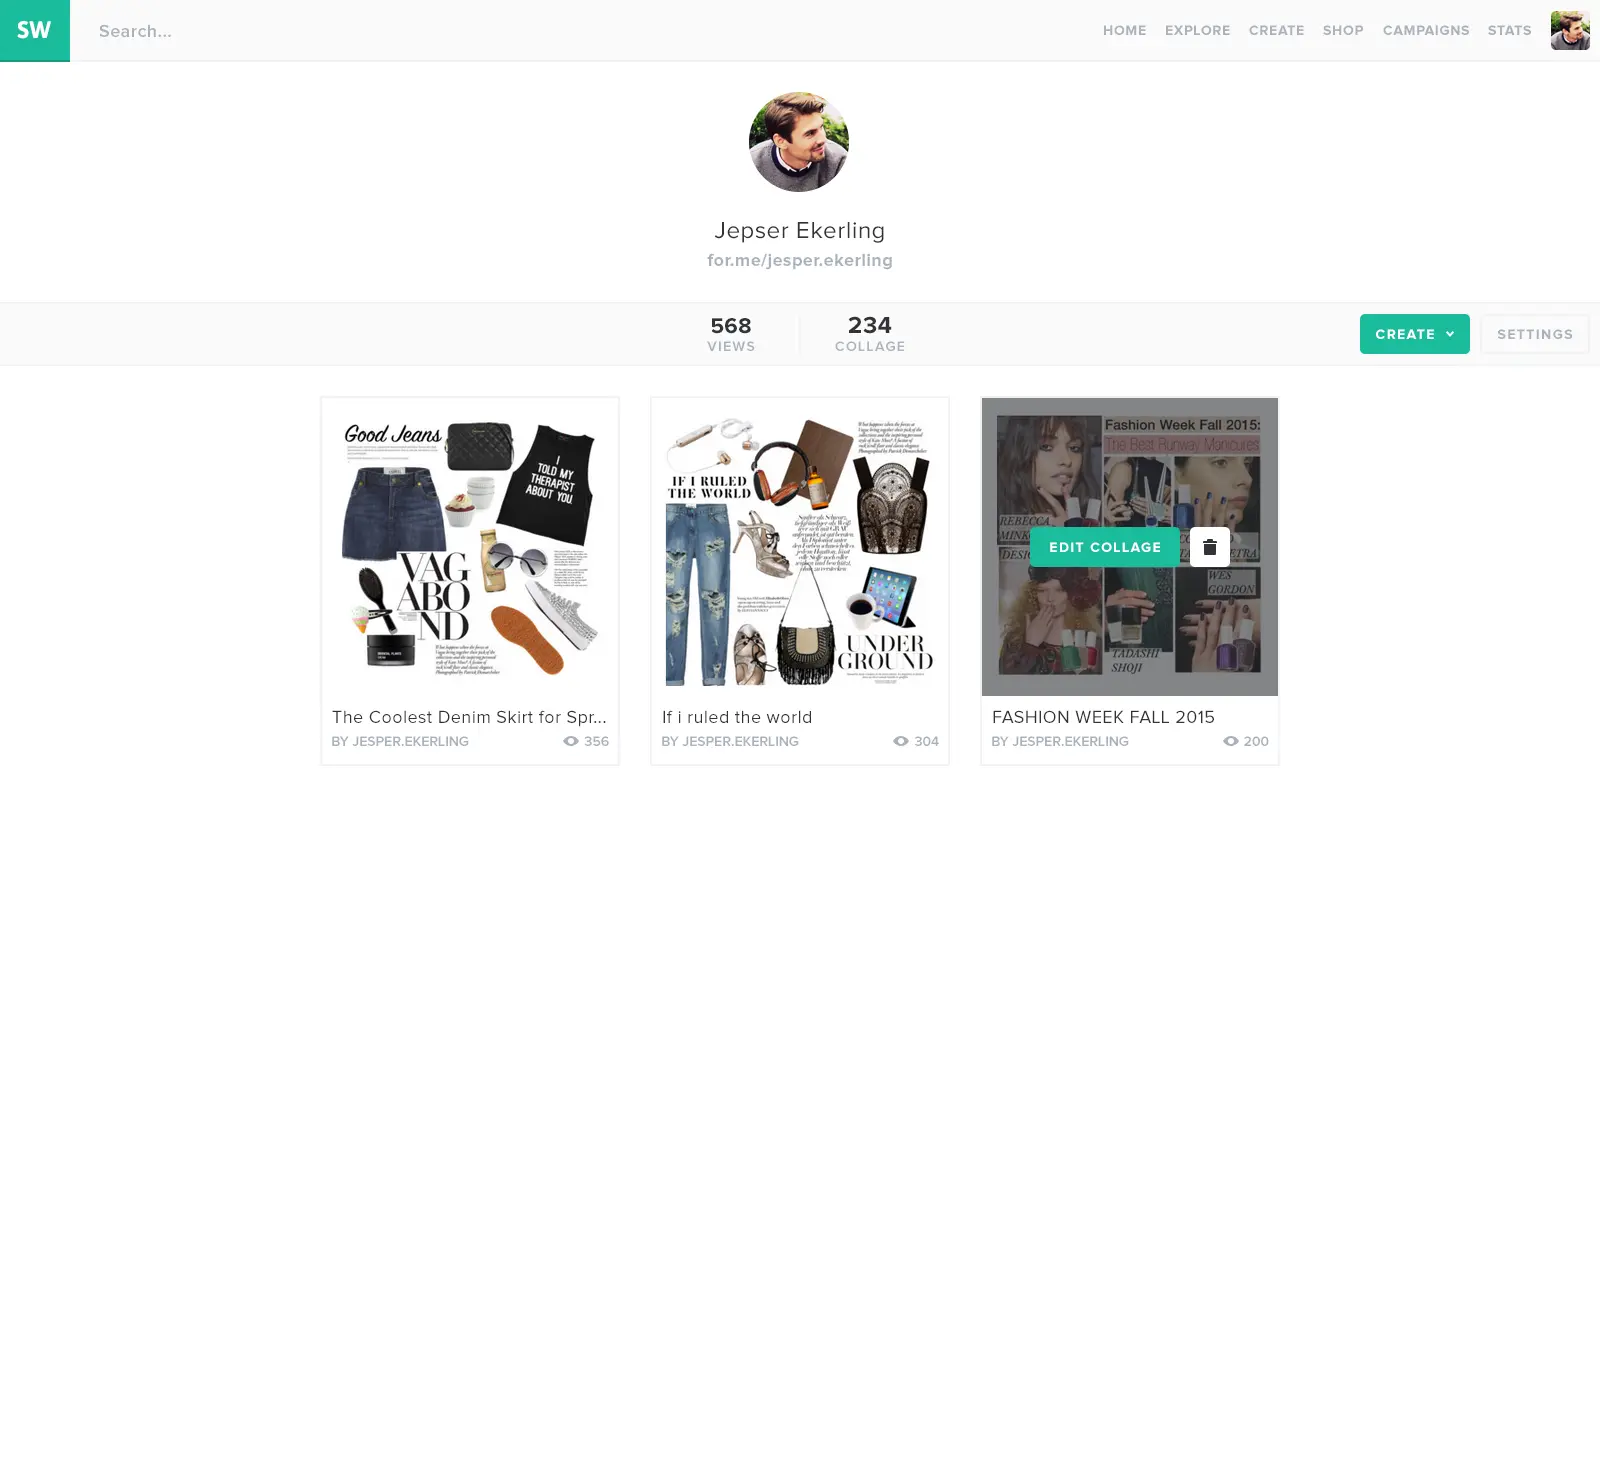 SW
Search...
HOME EXPLORE CREATE SHOP CAMPAIGNS STATS
Jepser Ekerling
for.me/jesper.ekerling
568
VIEWS
234
COLLAGE
CREATE
SETTINGS
Good Jeans
I
TOLD MY
THERAPIST
ABOUT YOU.
VAG
ABO
ND
The Coolest Denim Skirt for Spr...
BY JESPER.EKERLING
356
IF I RULED
THE WORLD
UNDER
GROUND
If i ruled the world
BY JESPER.EKERLING
304
Fashion Week Fall 2015:
The Best Runway Manicures
REBECCA
EDIT COLLAGE
WES
GORDON
TADASHI
SHOJI
FASHION WEEK FALL 2015
BY JESPER.EKERLING
200